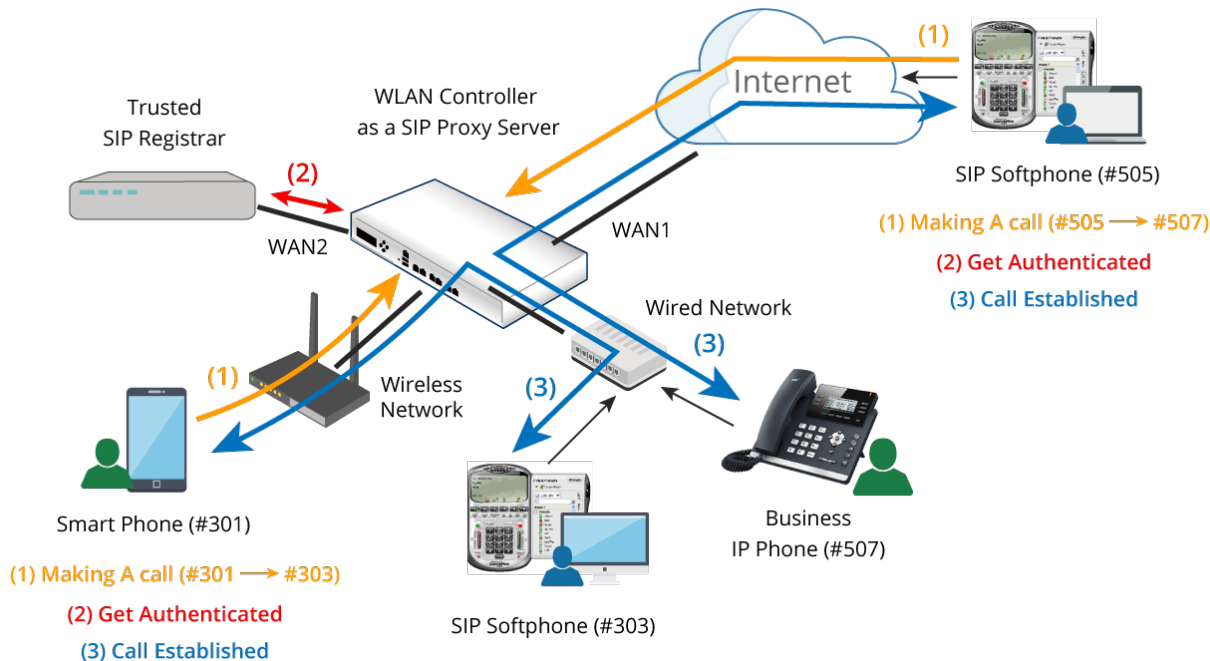 (1)
Internet
Trusted
SIP Registrar
WLAN Controller
as a SIP Proxy Server
(2)
SIP Softphone (#505)
WAN2
WAN1
(1) Making A call (#505 → #507)
(2) Get Authenticated
(3) Call Established
Wired Network
(3)
(1)
Wireless
Network
(3)
Smart Phone (#301)
Business
IP Phone (#507)
(1) Making A call (#301 → #303)
(2) Get Authenticated
(3) Call Established
SIP Softphone (#303)